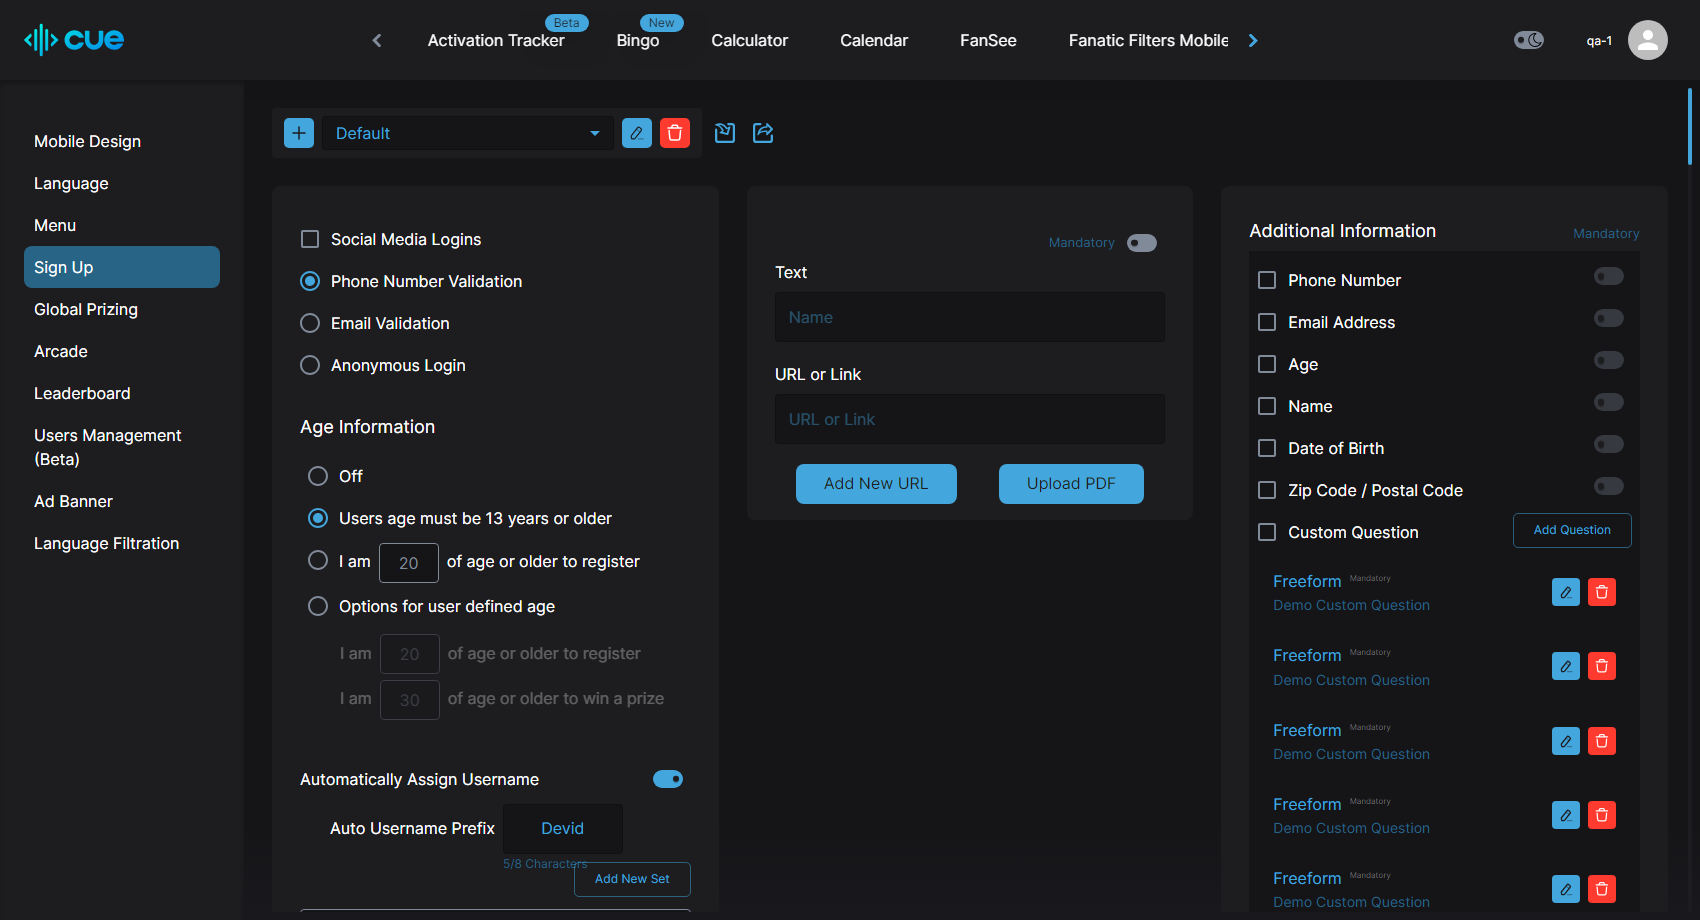 cue
Activation Tracker
Beta
Bingo
New
Calculator
Calendar
FanSee
Fanatic Filters Mobile
qa-1
Mobile Design
Language
Menu
Sign Up
Global Prizing
Arcade
Leaderboard
Users Management
(Beta)
Ad Banner
Language Filtration
Default
Social Media Logins
Phone Number Validation
Email Validation
Anonymous Login
Age Information
Off
Users age must be 13 years or older
I am 20 of age or older to register
Options for user defined age
I am 20 of age or older to register
I am 30 of age or older to win a prize
Automatically Assign Username
Auto Username Prefix Devid
5/8 Characters
Add New Set
Mandatory
Text
Name
URL or Link
URL or Link
Add New URL
Upload PDF
Additional Information
Mandatory
Phone Number
Email Address
Age
Name
Date of Birth
Zip Code / Postal Code
Custom Question
Add Question
Freeform Mandatory
Demo Custom Question
Freeform Mandatory
Demo Custom Question
Freeform Mandatory
Demo Custom Question
Freeform Mandatory
Demo Custom Question
Freeform Mandatory
Demo Custom Question